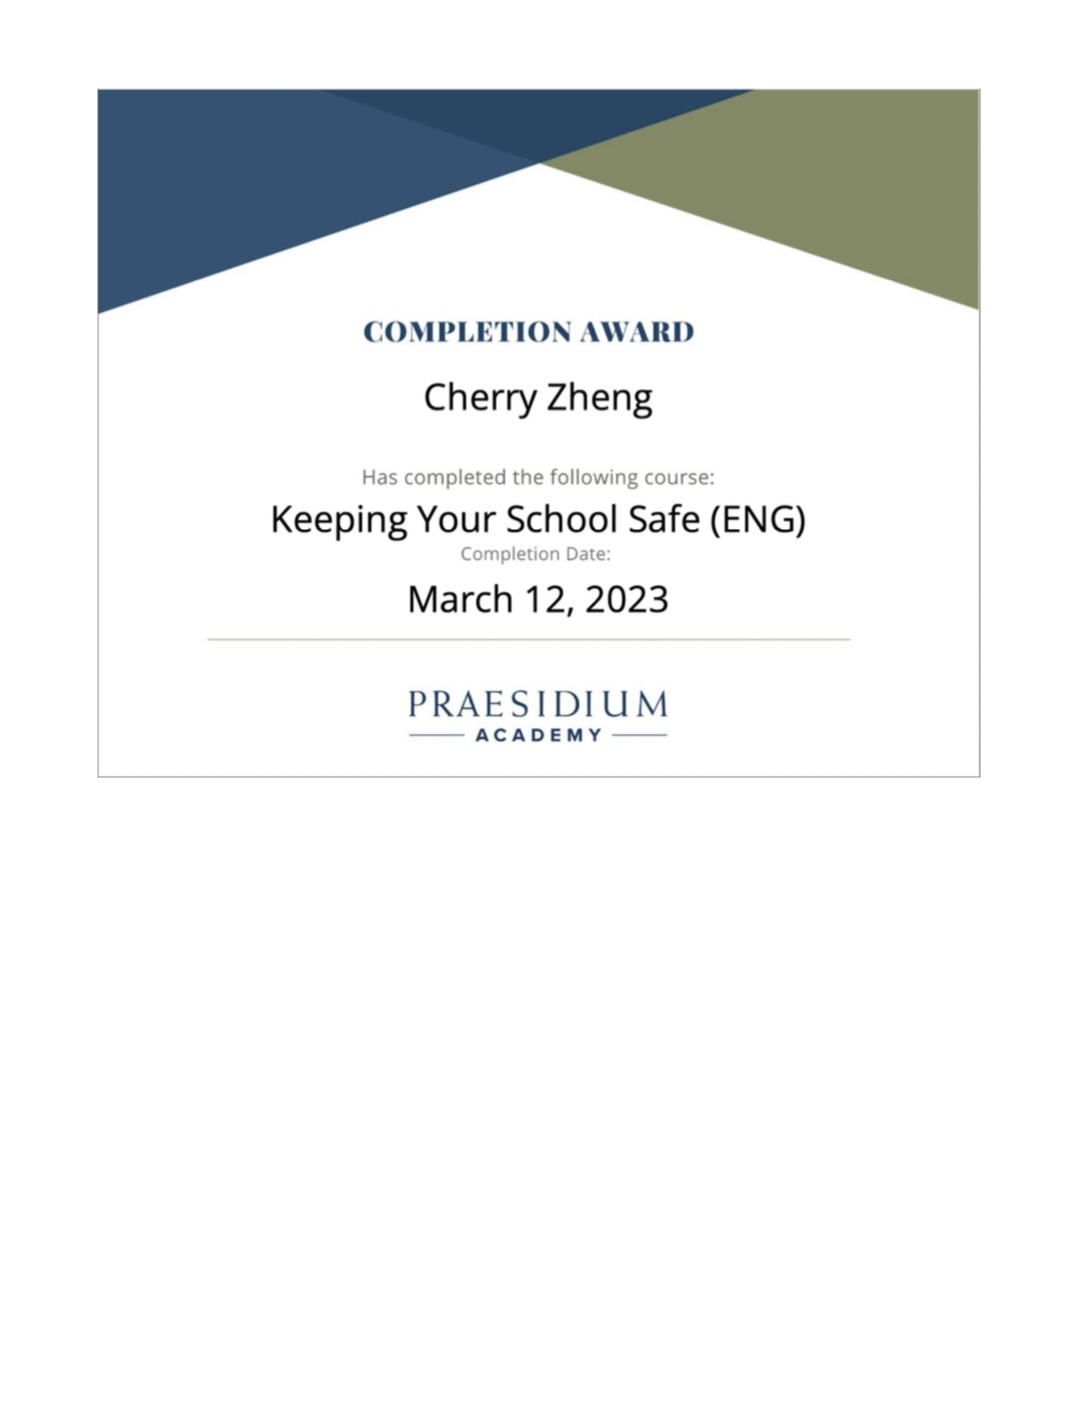 COMPLETION AWARD
Cherry Zheng
Has completed the following course:
Keeping Your School Safe (ENG)
Completion Date:
March 12, 2023
PRAESIDIUM
ACADEMY